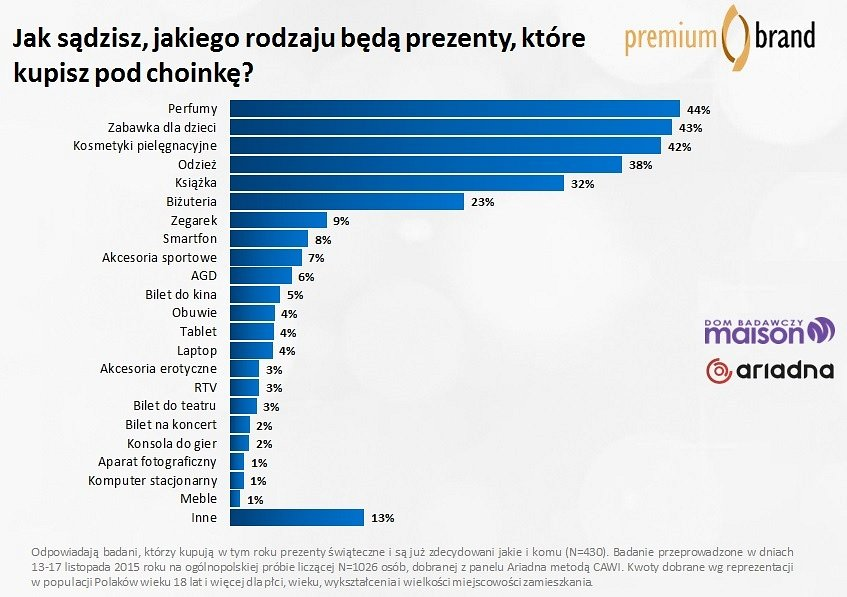 Jak sądzisz, jakiego rodzaju będą prezenty, które
kupisz pod choinkę?
premium brand
Perfumy 44%
Zabawka dla dzieci 43%
Kosmetyki pielęgnacyjne 42%
Odzież 38%
Książka 32%
Biżuteria 23%
Zegarek 9%
Smartfon 8%
Akcesoria sportowe 7%
AGD 6%
Bilet do kina 5%
Obuwie 4%
Tablet 4%
Laptop 4%
Akcesoria erotyczne 3%
RTV 3%
Bilet do teatru 3%
Bilet na koncert 2%
Konsola do gier 2%
Aparat fotograficzny 1%
Komputer stacjonarny 1%
Meble 1%
Inne 13%
DOM BADAWCZY
maison
ariadna
Odpowiadają badani, którzy kupują w tym roku prezenty świąteczne i są już zdecydowani jakie i komu (N=430). Badanie przeprowadzone w dniach
13-17 listopada 2015 roku na ogólnopolskiej próbie liczącej N=1026 osób, dobranej z panelu Ariadna metodą CAWI. Kwoty dobrane wg reprezentacji
w populacji Polaków wieku 18 lat i więcej dla płci, wieku, wykształcenia i wielkości miejscowości zamieszkania.